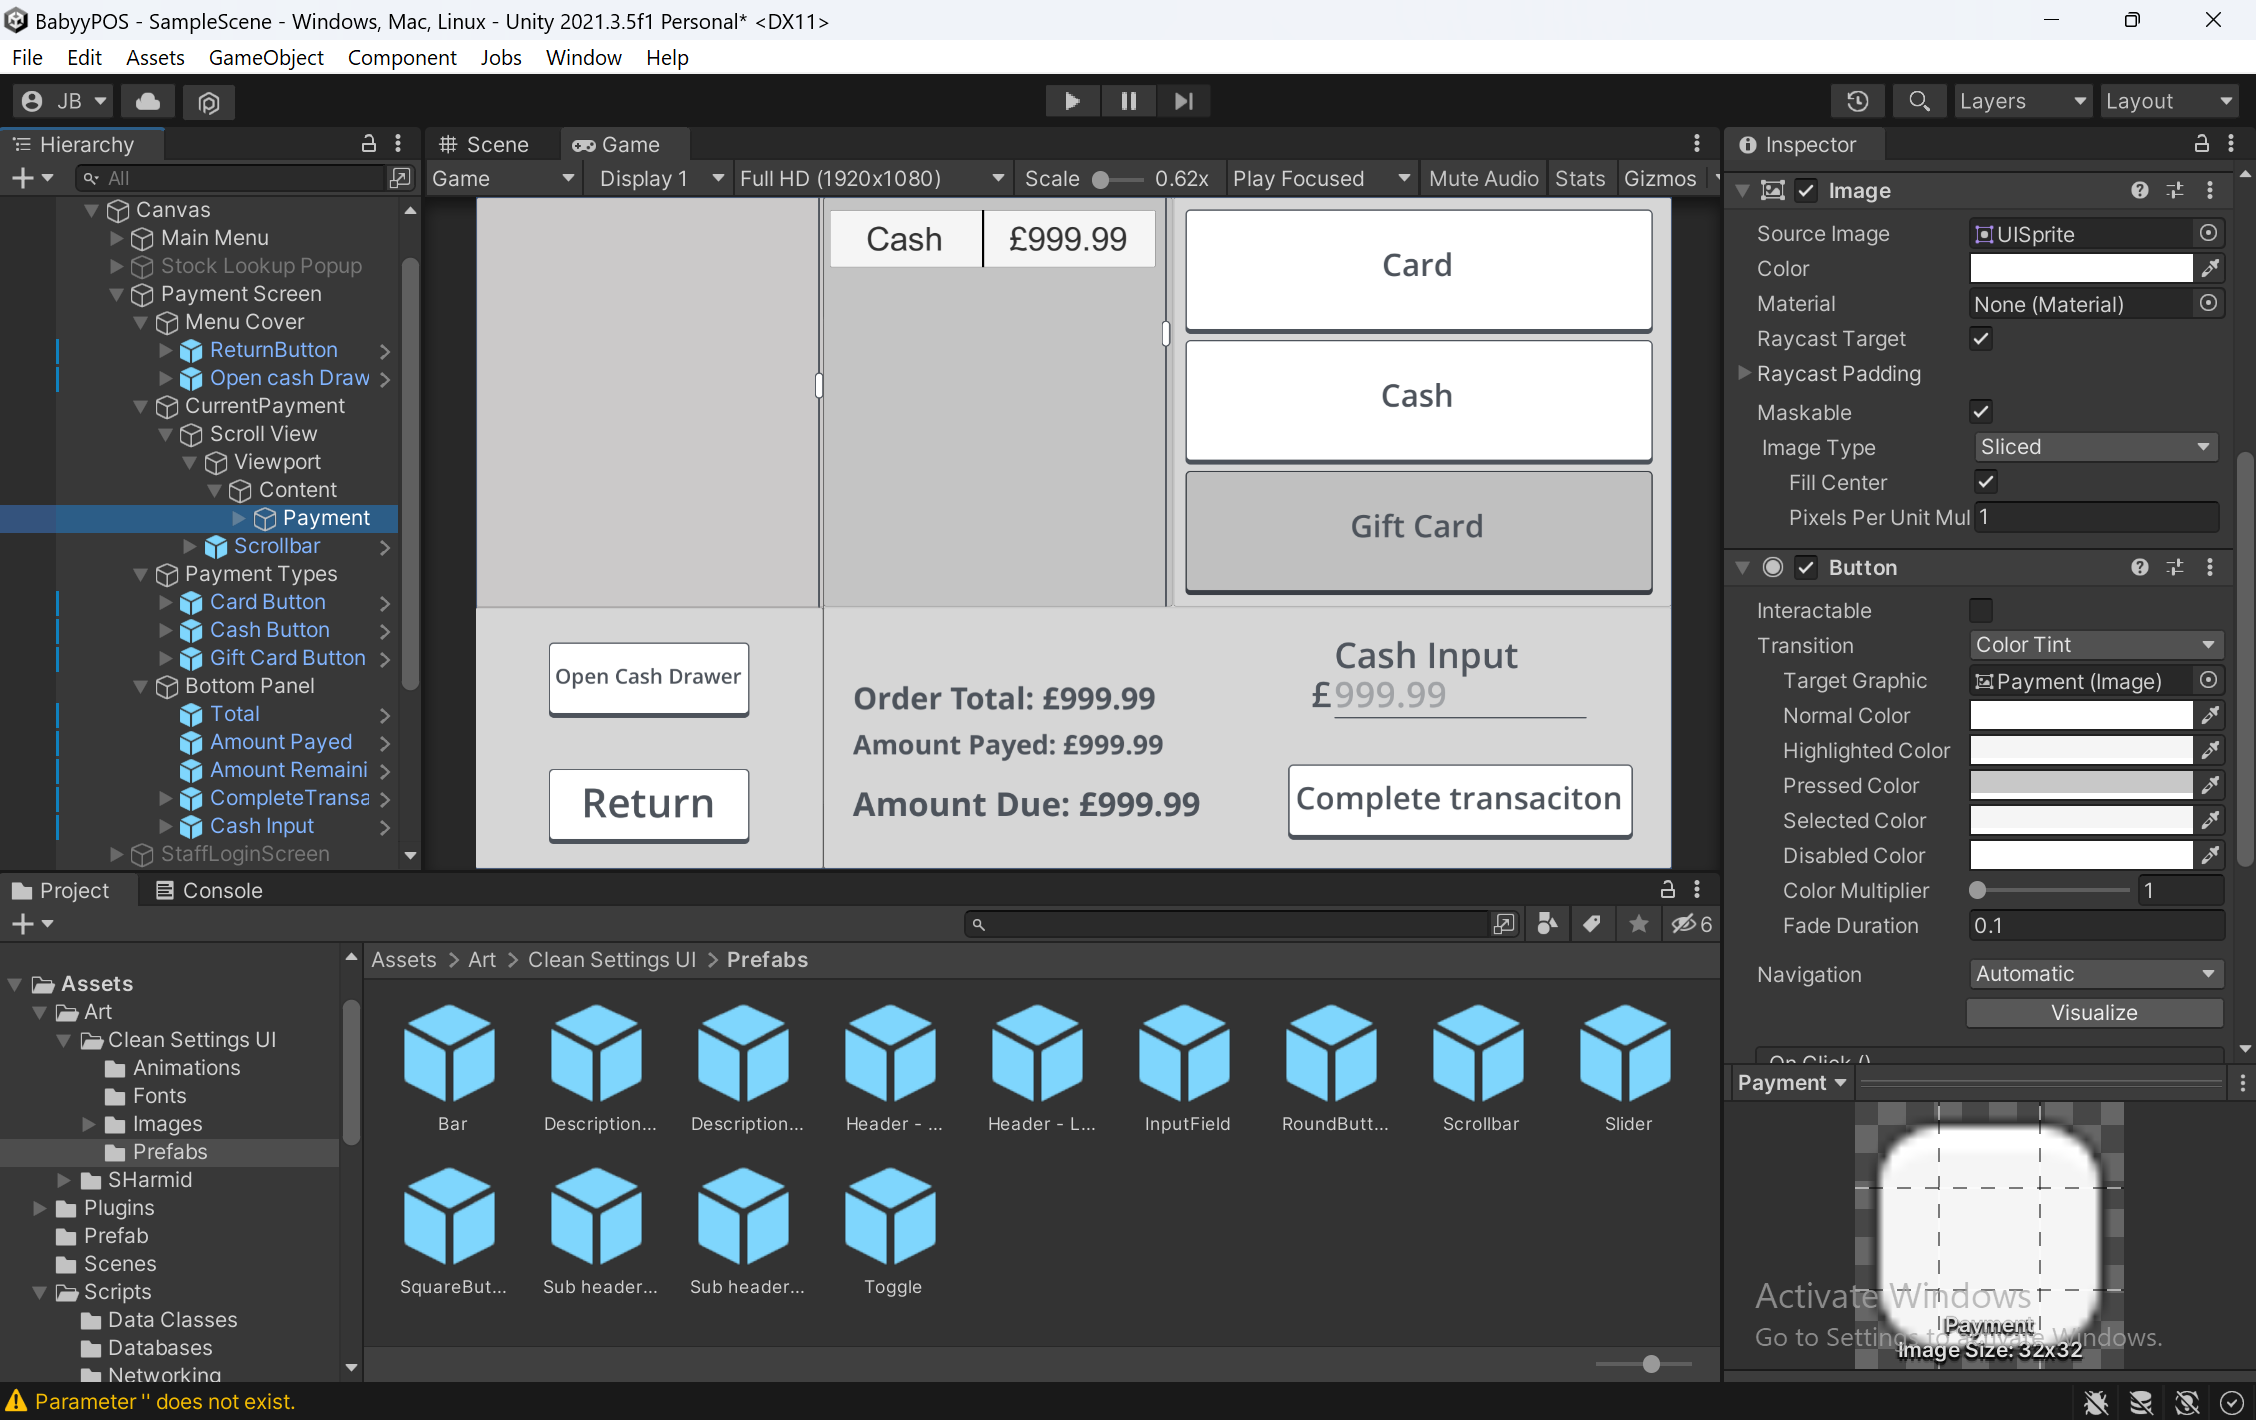 BabyyPOS - SampleScene - Windows, Mac, Linux - Unity 2021.3.5f1 Personal* <DX11>
File Edit Assets GameObject Component Jobs Window Help
JB
Layers
Layout
Hierarchy
All
Canvas
Main Menu
Stock Lookup Popup
Payment Screen
Menu Cover
ReturnButton
Open cash Draw
CurrentPayment
Scroll View
Viewport
Content
Payment
Scrollbar
Payment Types
Card Button
Cash Button
Gift Card Button
Bottom Panel
Total
Amount Payed
Amount Remaini
CompleteTransa
Cash Input
StaffLoginScreen
Scene
Game
Game
Display 1
Full HD (1920x1080)
Scale
0.62x
Play Focused
Mute Audio
Stats
Gizmos
Cash
£999.99
Card
Cash
Gift Card
Open Cash Drawer
Return
Order Total: £999.99
Amount Payed: £999.99
Amount Due: £999.99
Cash Input
£999.99
Complete transaciton
Inspector
Image
Source Image
UISprite
Color
Material
None (Material)
Raycast Target
Raycast Padding
Maskable
Image Type
Sliced
Fill Center
Pixels Per Unit Mul
1
Button
Interactable
Transition
Color Tint
Target Graphic
Payment (Image)
Normal Color
Highlighted Color
Pressed Color
Selected Color
Disabled Color
Color Multiplier
1
Fade Duration
0.1
Navigation
Automatic
Visualize
On Click ()
Payment
Payment
Image Size: 32x32
Activate Windows
Go to Settings to activate Windows.
Project
Console
6
Assets
Art
Clean Settings UI
Animations
Fonts
Images
Prefabs
SHarmid
Plugins
Prefab
Scenes
Scripts
Data Classes
Databases
Networking
Assets > Art > Clean Settings UI > Prefabs
Bar
Description...
Description...
Header - ...
Header - L...
InputField
RoundButt...
Scrollbar
Slider
SquareBut...
Sub header...
Sub header...
Toggle
Parameter '' does not exist.